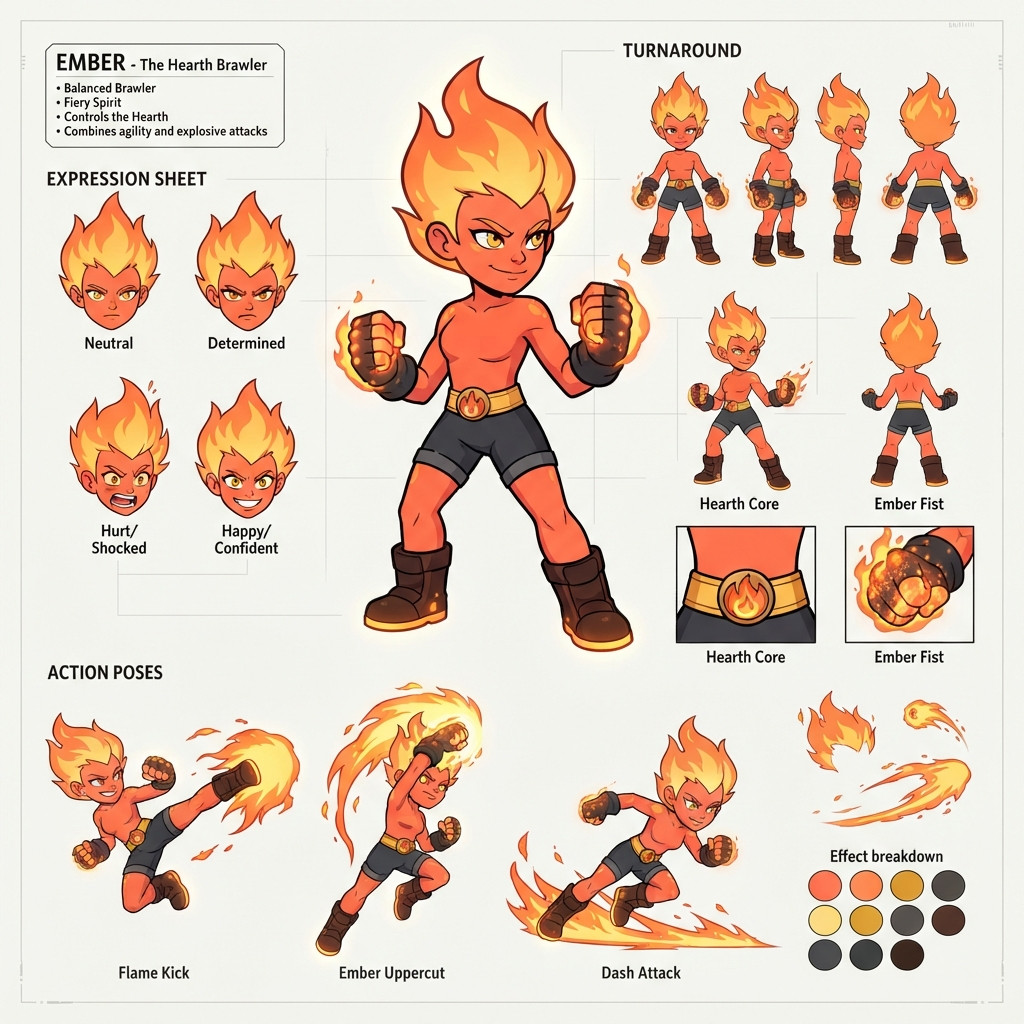 EMBER - The Hearth Brawler
• Balanced Brawler
• Fiery Spirit
• Controls the Hearth
• Combines agility and explosive attacks
TURNAROUND
EXPRESSION SHEET
Neutral
Determined
Hurt/
Shocked
Happy/
Confident
Hearth Core
Ember Fist
Hearth Core
Ember Fist
ACTION POSES
Flame Kick
Ember Uppercut
Dash Attack
Effect breakdown